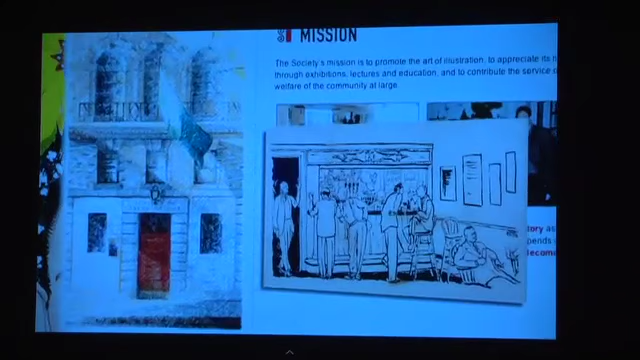 MISSION
The Society's mission is to promote the art of illustration, to appreciate its
through exhibitions, lectures and education, and to contribute the service
welfare of the community at large.
tory as
pends